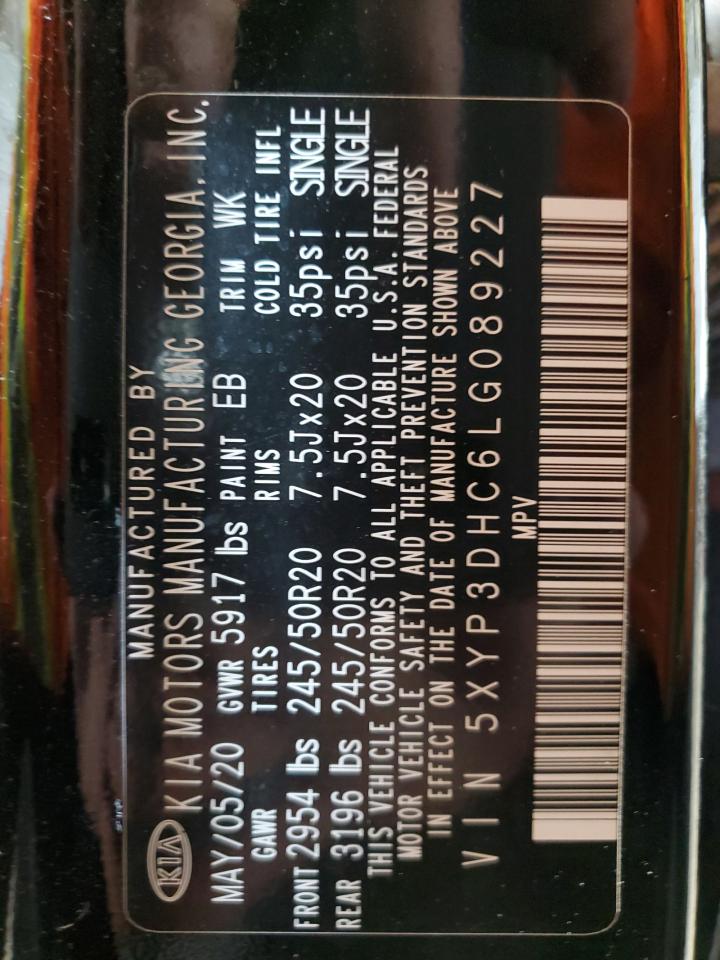 MANUFACTURED BY
KIA KIA MOTORS MANUFACTURING GEORGIA, INC.
MAY/05/20 GVWR 5917 lbs PAINT EB TRIM WK
GAWR TIRES RIMS COLD TIRE INFL
FRONT 2954 lbs 245/50R20 7.5Jx20 35psi SINGLE
REAR 3196 lbs 245/50R20 7.5Jx20 35psi SINGLE
THIS VEHICLE CONFORMS TO ALL APPLICABLE U.S.A. FEDERAL
MOTOR VEHICLE SAFETY AND THEFT PREVENTION STANDARDS
IN EFFECT ON THE DATE OF MANUFACTURE SHOWN ABOVE
VIN 5XYP3DHC6LG089227
MPV